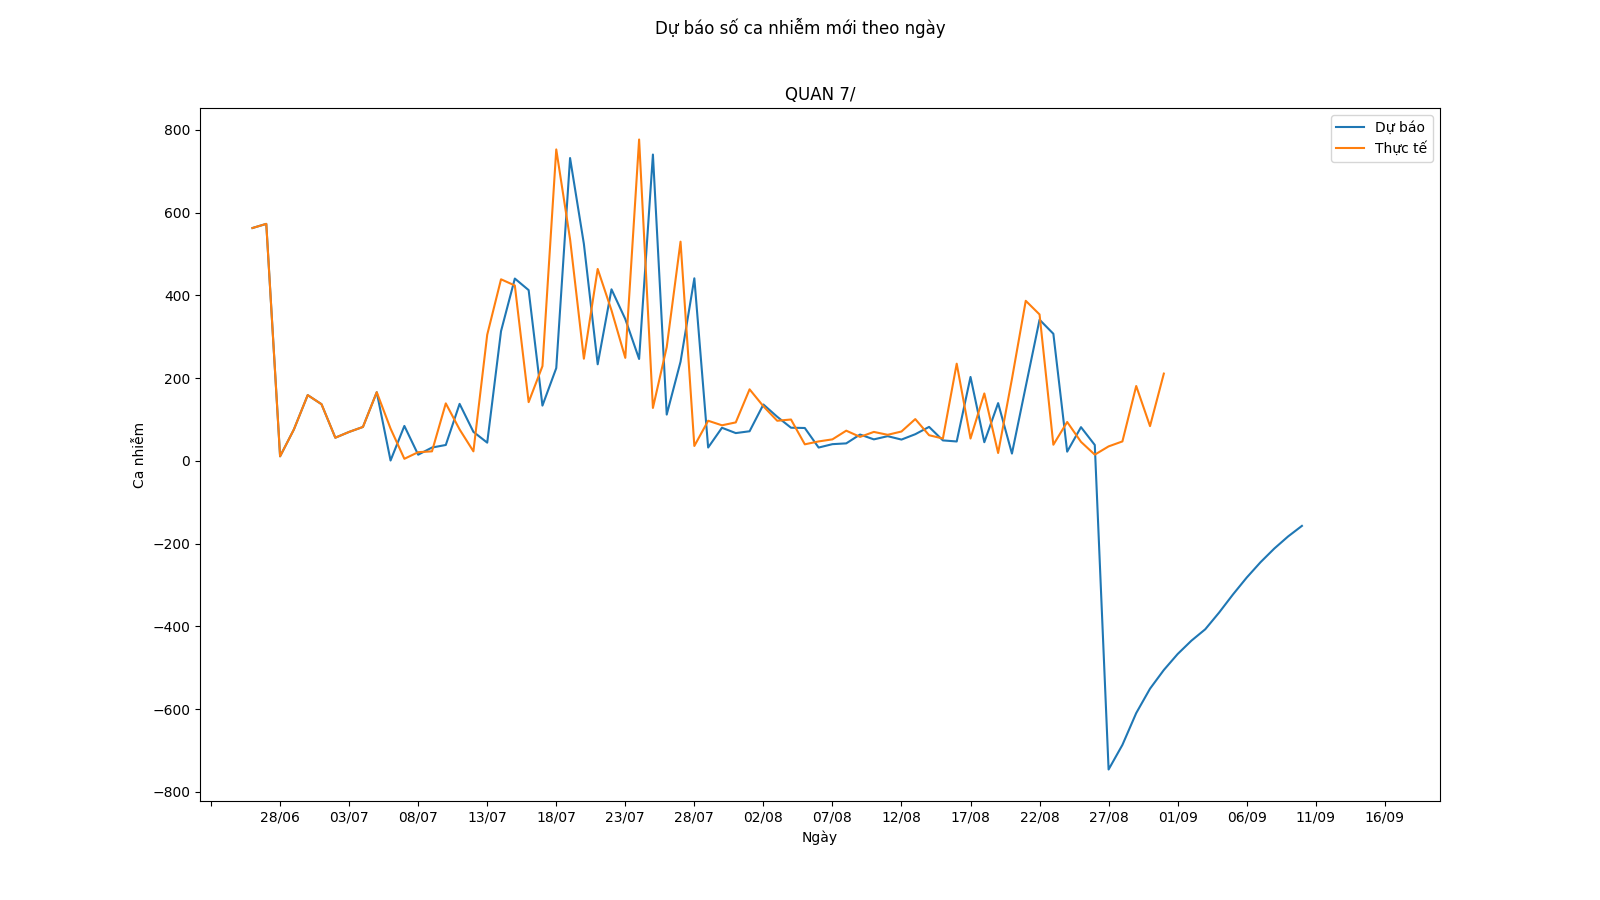 Dự báo số ca nhiễm mới theo ngày
QUAN 7/
Dự báo
Thực tế
800
600
400
200
0
−200
−400
−600
−800
Ca nhiễm
28/06 03/07 08/07 13/07 18/07 23/07 28/07 02/08 07/08 12/08 17/08 22/08 27/08 01/09 06/09 11/09 16/09
Ngày